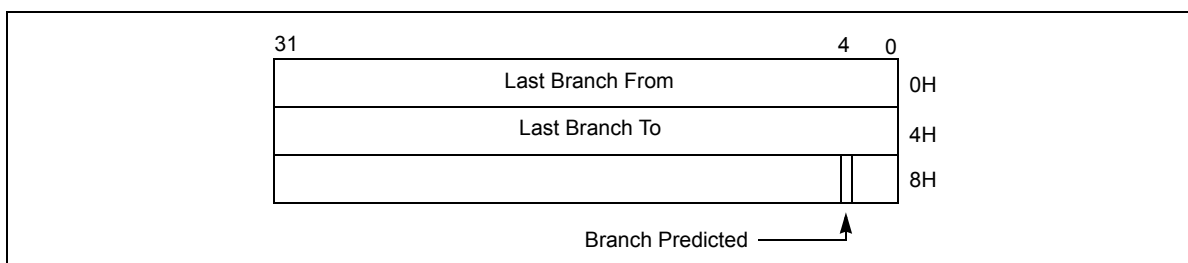 31 4 0
Last Branch From 0H
Last Branch To 4H
8H
Branch Predicted